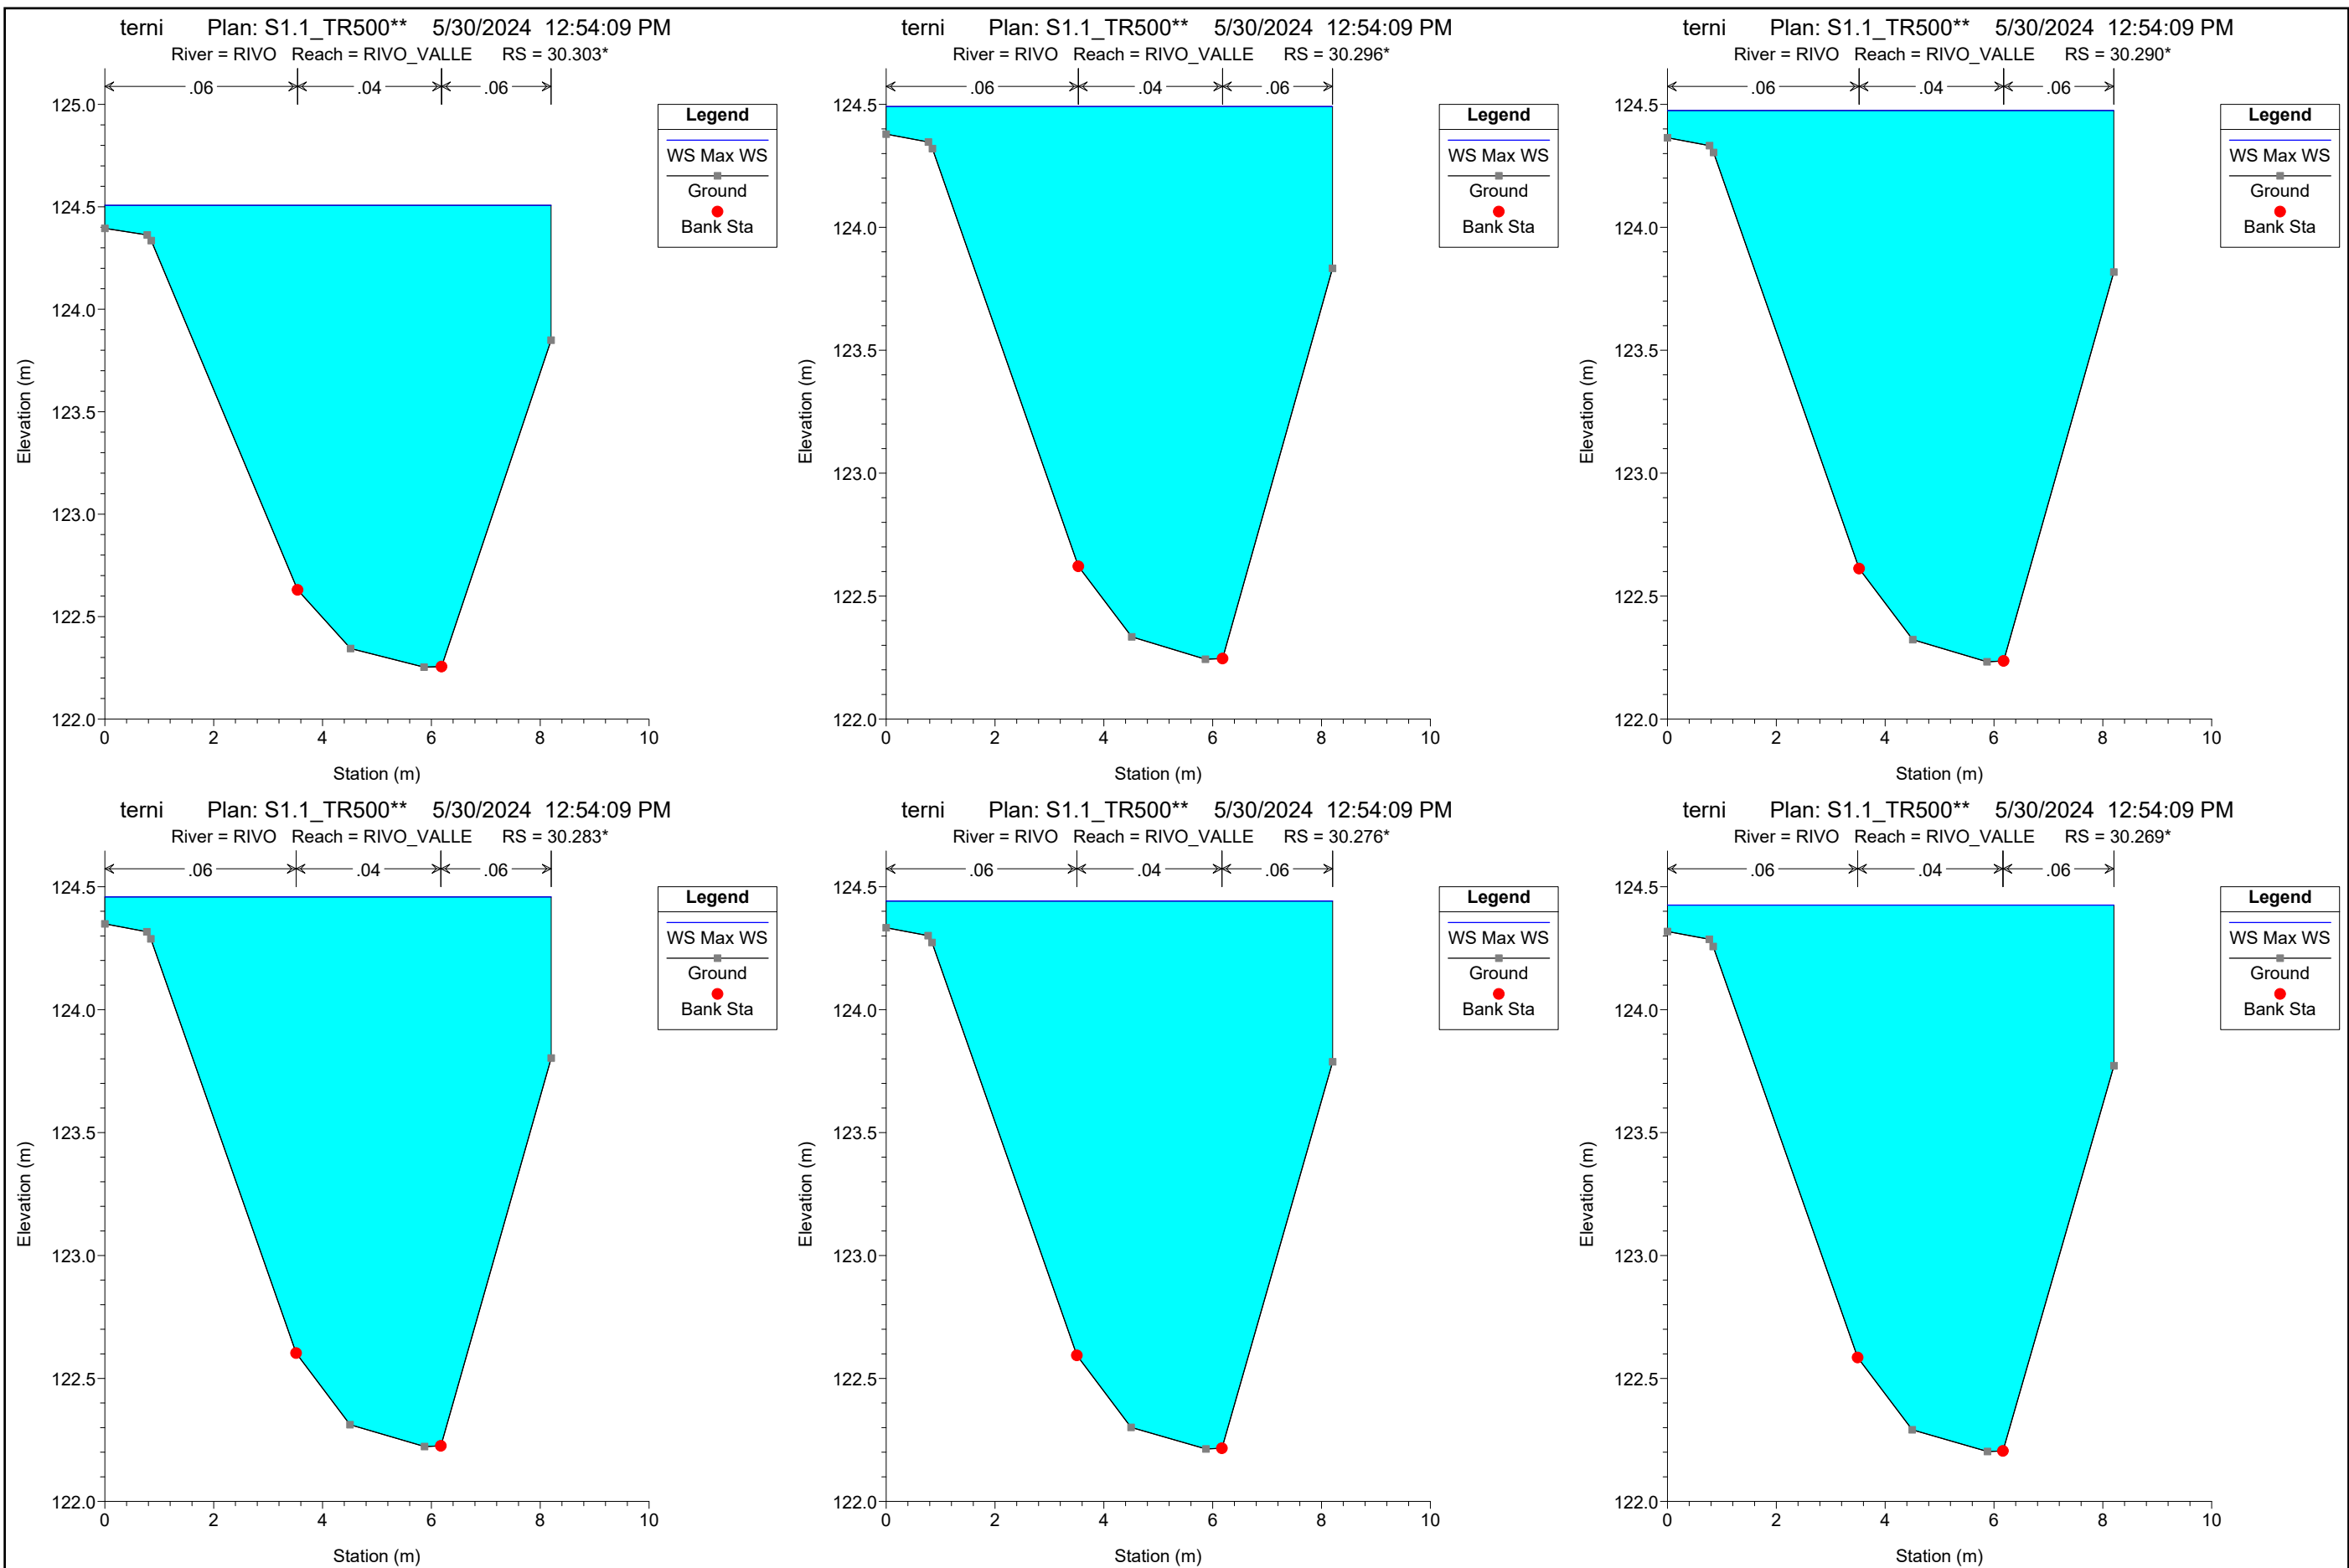 terni Plan: S1.1_TR500** 5/30/2024 12:54:09 PM
River = RIVO Reach = RIVO_VALLE RS = 30.303*
.06 .04 .06
125.0
124.5
124.0
123.5
123.0
122.5
122.0
0 2 4 6 8 10
Station (m)
Elevation (m)
Legend
WS Max WS
Ground
Bank Sta
terni Plan: S1.1_TR500** 5/30/2024 12:54:09 PM
River = RIVO Reach = RIVO_VALLE RS = 30.296*
.06 .04 .06
124.5
124.0
123.5
123.0
122.5
122.0
0 2 4 6 8 10
Station (m)
Elevation (m)
Legend
WS Max WS
Ground
Bank Sta
terni Plan: S1.1_TR500** 5/30/2024 12:54:09 PM
River = RIVO Reach = RIVO_VALLE RS = 30.290*
.06 .04 .06
124.5
124.0
123.5
123.0
122.5
122.0
0 2 4 6 8 10
Station (m)
Elevation (m)
Legend
WS Max WS
Ground
Bank Sta
terni Plan: S1.1_TR500** 5/30/2024 12:54:09 PM
River = RIVO Reach = RIVO_VALLE RS = 30.283*
.06 .04 .06
124.5
124.0
123.5
123.0
122.5
122.0
0 2 4 6 8 10
Station (m)
Elevation (m)
Legend
WS Max WS
Ground
Bank Sta
terni Plan: S1.1_TR500** 5/30/2024 12:54:09 PM
River = RIVO Reach = RIVO_VALLE RS = 30.276*
.06 .04 .06
124.5
124.0
123.5
123.0
122.5
122.0
0 2 4 6 8 10
Station (m)
Elevation (m)
Legend
WS Max WS
Ground
Bank Sta
terni Plan: S1.1_TR500** 5/30/2024 12:54:09 PM
River = RIVO Reach = RIVO_VALLE RS = 30.269*
.06 .04 .06
124.5
124.0
123.5
123.0
122.5
122.0
0 2 4 6 8 10
Station (m)
Elevation (m)
Legend
WS Max WS
Ground
Bank Sta